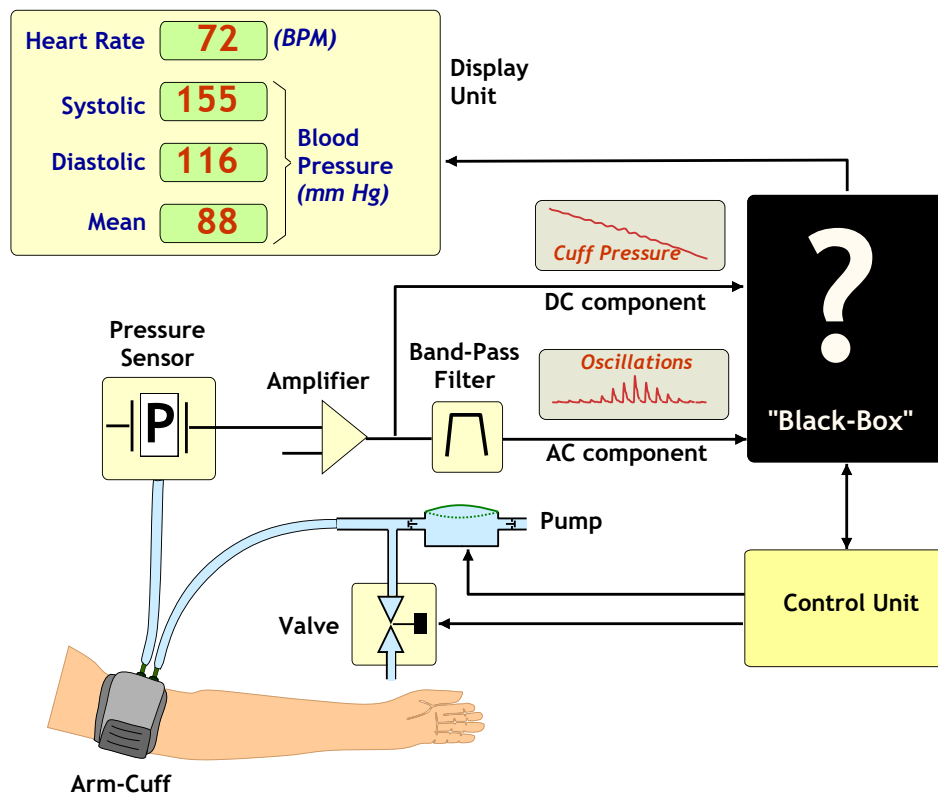 Heart Rate 72 (BPM)
Systolic 155
Diastolic 116
Mean 88
Blood
Pressure
(mm Hg)
Display
Unit
Cuff Pressure
DC component
?
"Black-Box"
Pressure
Sensor
P
Amplifier
Band-Pass
Filter
Oscillations
AC component
Pump
Valve
Control Unit
Arm-Cuff